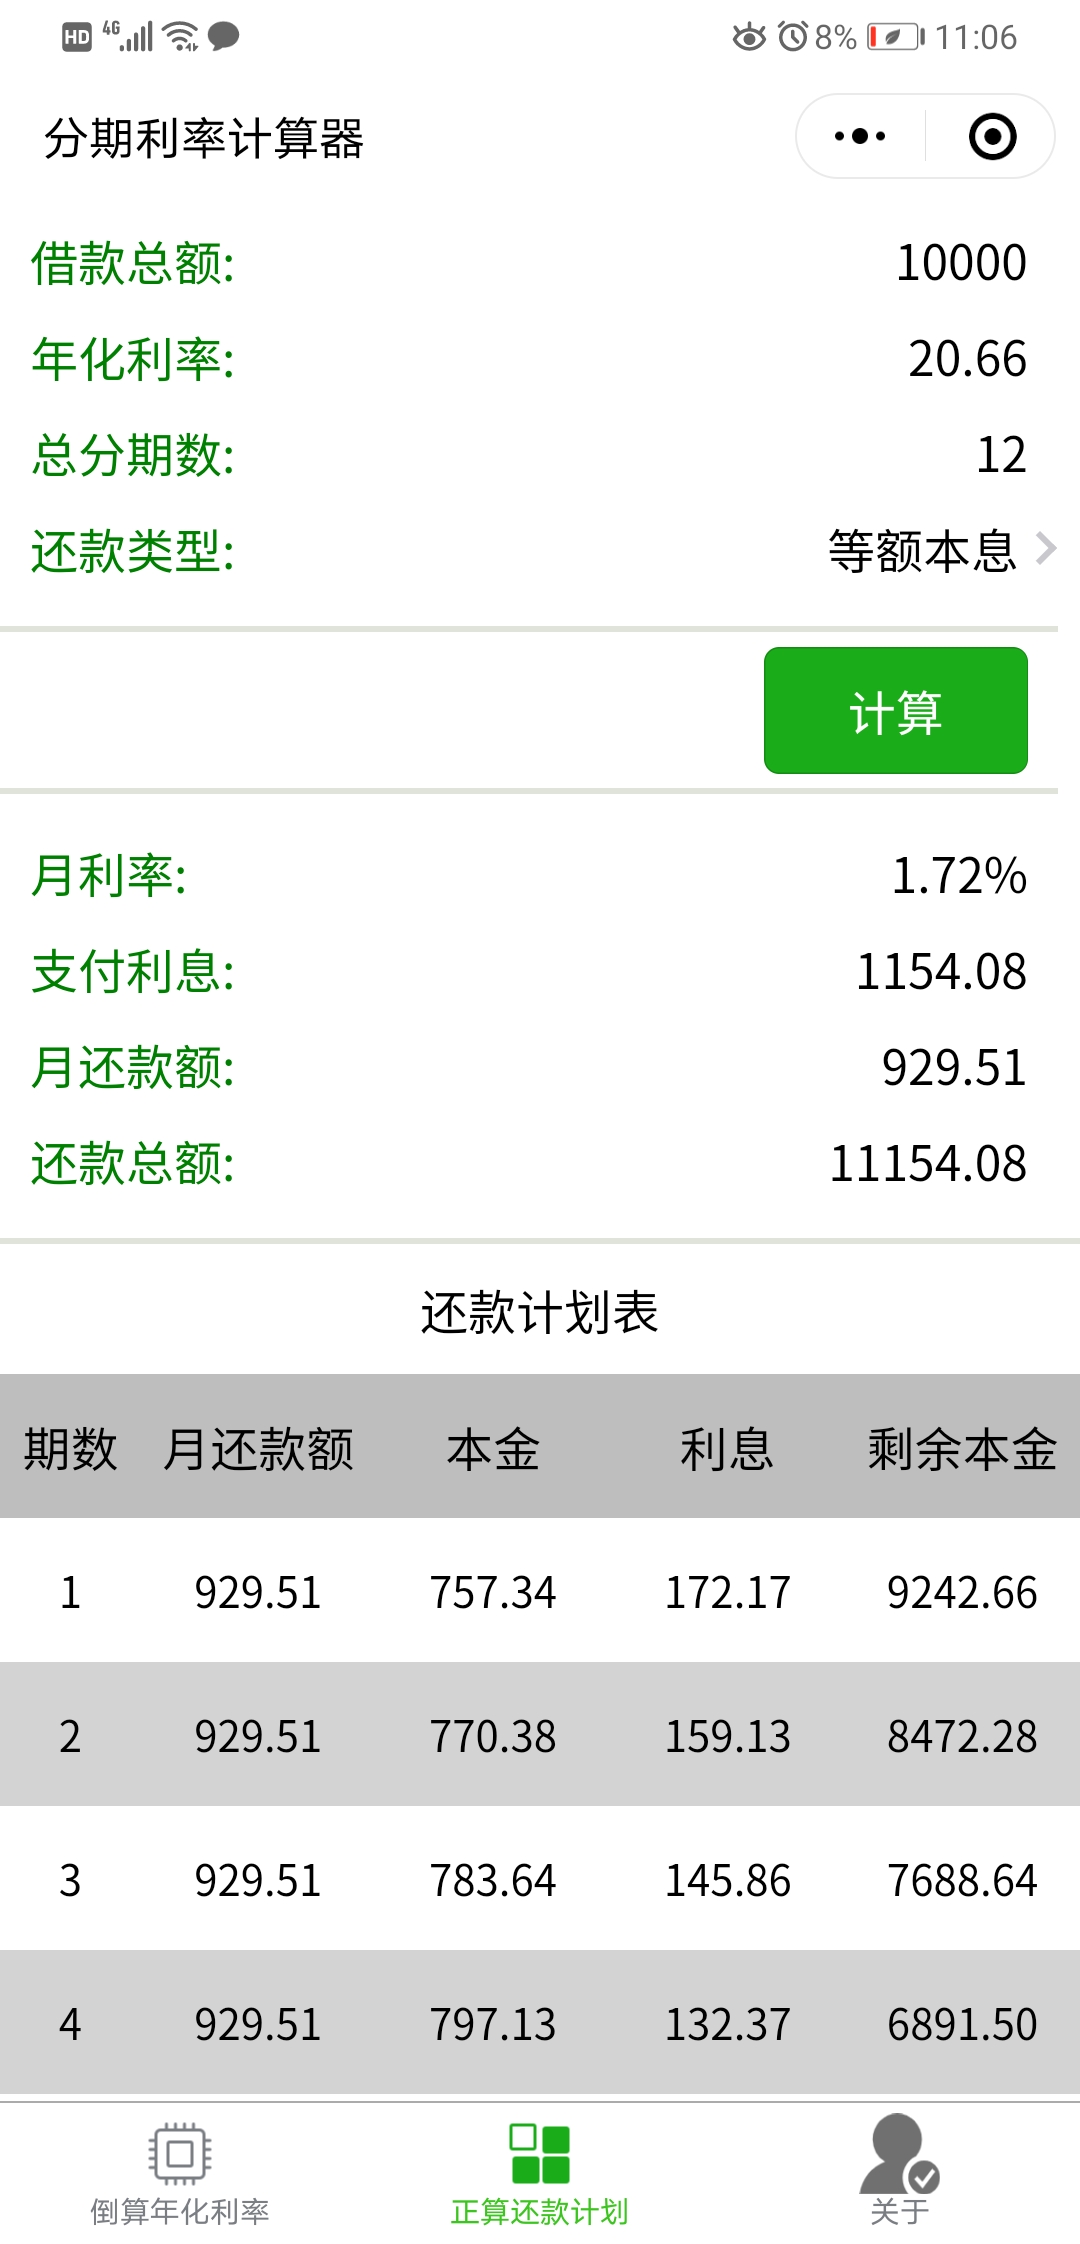 HD 4G 8% 11:06
分期利率计算器
借款总额: 10000
年化利率: 20.66
总分期数: 12
还款类型: 等额本息
计算
月利率: 1.72%
支付利息: 1154.08
月还款额: 929.51
还款总额: 11154.08
还款计划表
期数 月还款额 本金 利息 剩余本金
1 929.51 757.34 172.17 9242.66
2 929.51 770.38 159.13 8472.28
3 929.51 783.64 145.86 7688.64
4 929.51 797.13 132.37 6891.50
倒算年化利率 正算还款计划 关于